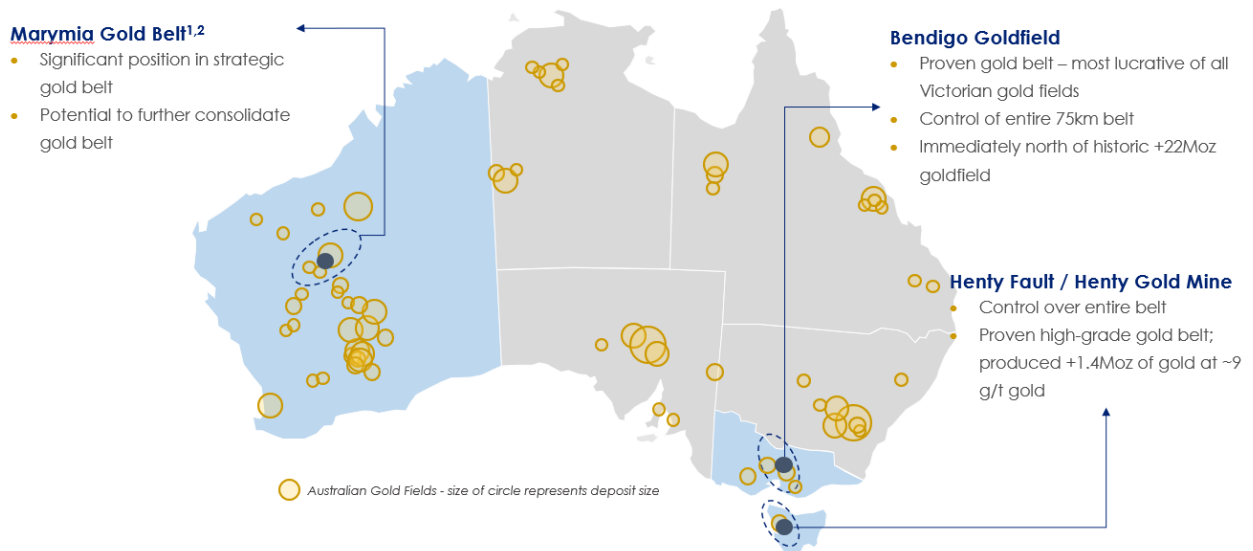 Marymia Gold Belt1,2
• Significant position in strategic
gold belt
• Potential to further consolidate
gold belt
Bendigo Goldfield
• Proven gold belt – most lucrative of all
Victorian gold fields
• Control of entire 75km belt
• Immediately north of historic +22Moz
goldfield
Henty Fault / Henty Gold Mine
• Control over entire belt
• Proven high-grade gold belt;
produced +1.4Moz of gold at ~9
g/t gold
Australian Gold Fields - size of circle represents deposit size